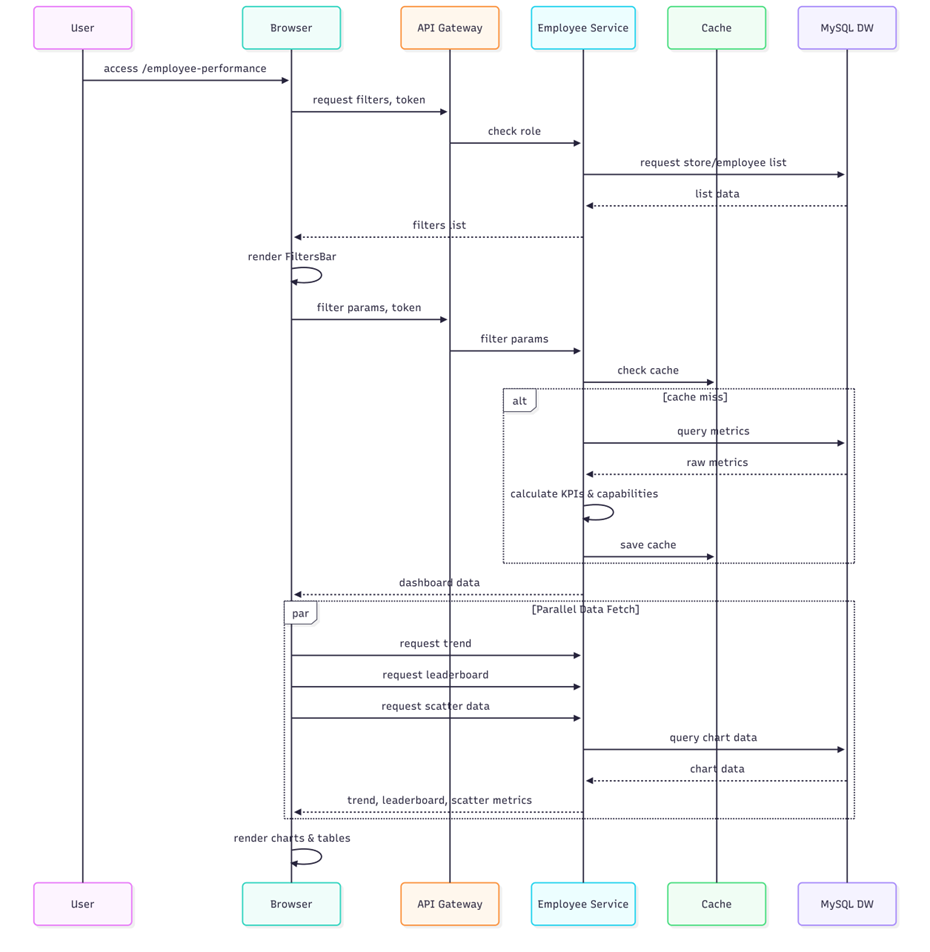 User
Browser
API Gateway
Employee Service
Cache
MySQL DW
access /employee-performance
request filters, token
check role
request store/employee list
list data
filters list
render FiltersBar
filter params, token
filter params
check cache
alt
[cache miss]
query metrics
raw metrics
calculate KPIs & capabilities
save cache
dashboard data
par
[Parallel Data Fetch]
request trend
request leaderboard
request scatter data
query chart data
chart data
trend, leaderboard, scatter metrics
render charts & tables
User
Browser
API Gateway
Employee Service
Cache
MySQL DW